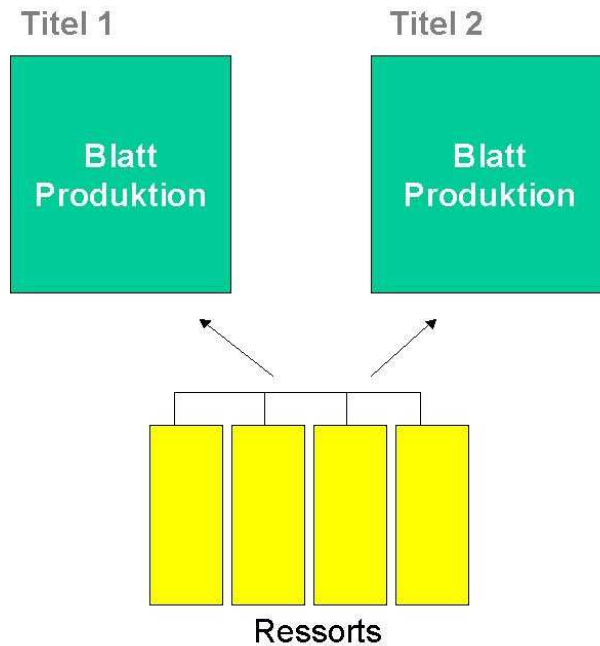 Titel 1
Titel 2
Blatt
Produktion
Blatt
Produktion
Ressorts